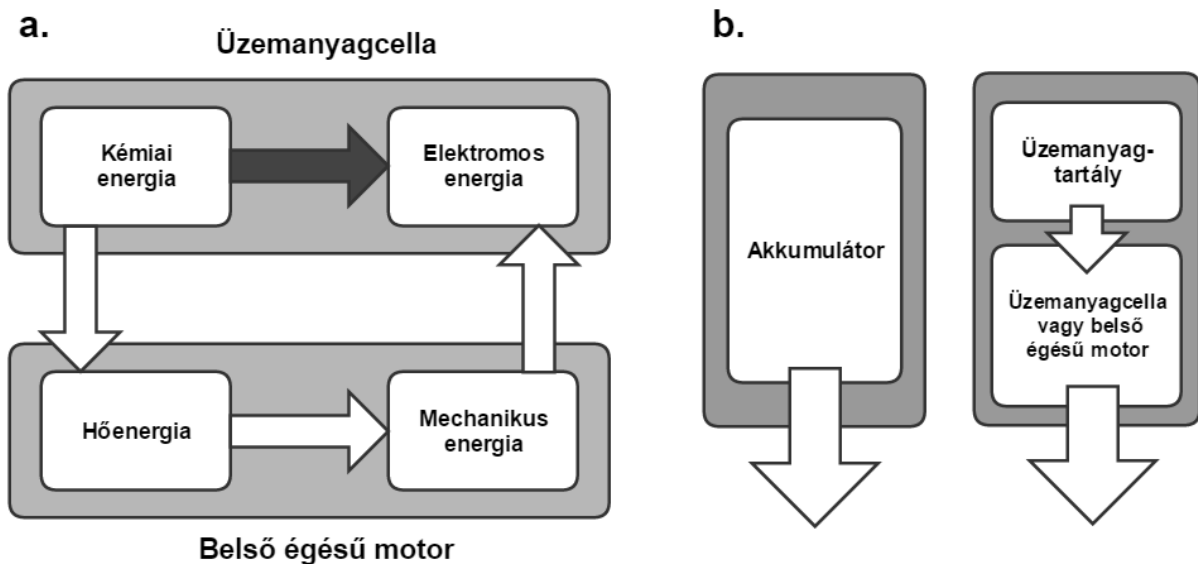 a.
Üzemanyagcella
Kémiai
energia
Elektromos
energia
Hőenergia
Mechanikus
energia
Belső égésű motor
b.
Akkumulátor
Üzemanyag-
tartály
Üzemanyagcella
vagy belső
égésű motor